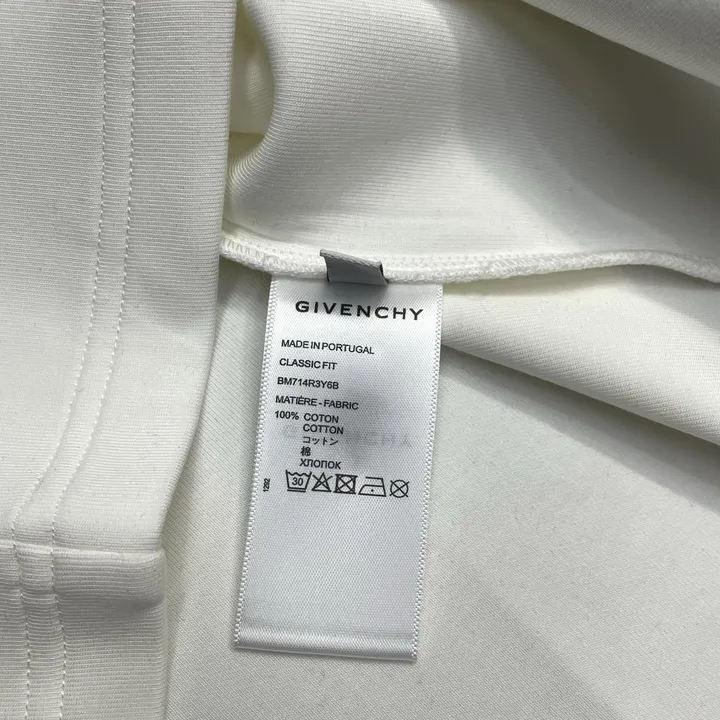 GIVENCHY
MADE IN PORTUGAL
CLASSIC FIT
BM714R3Y6B
MATIÈRE - FABRIC
100% COTON
COTTON
コットン
棉
ХЛОПОК
30
1292